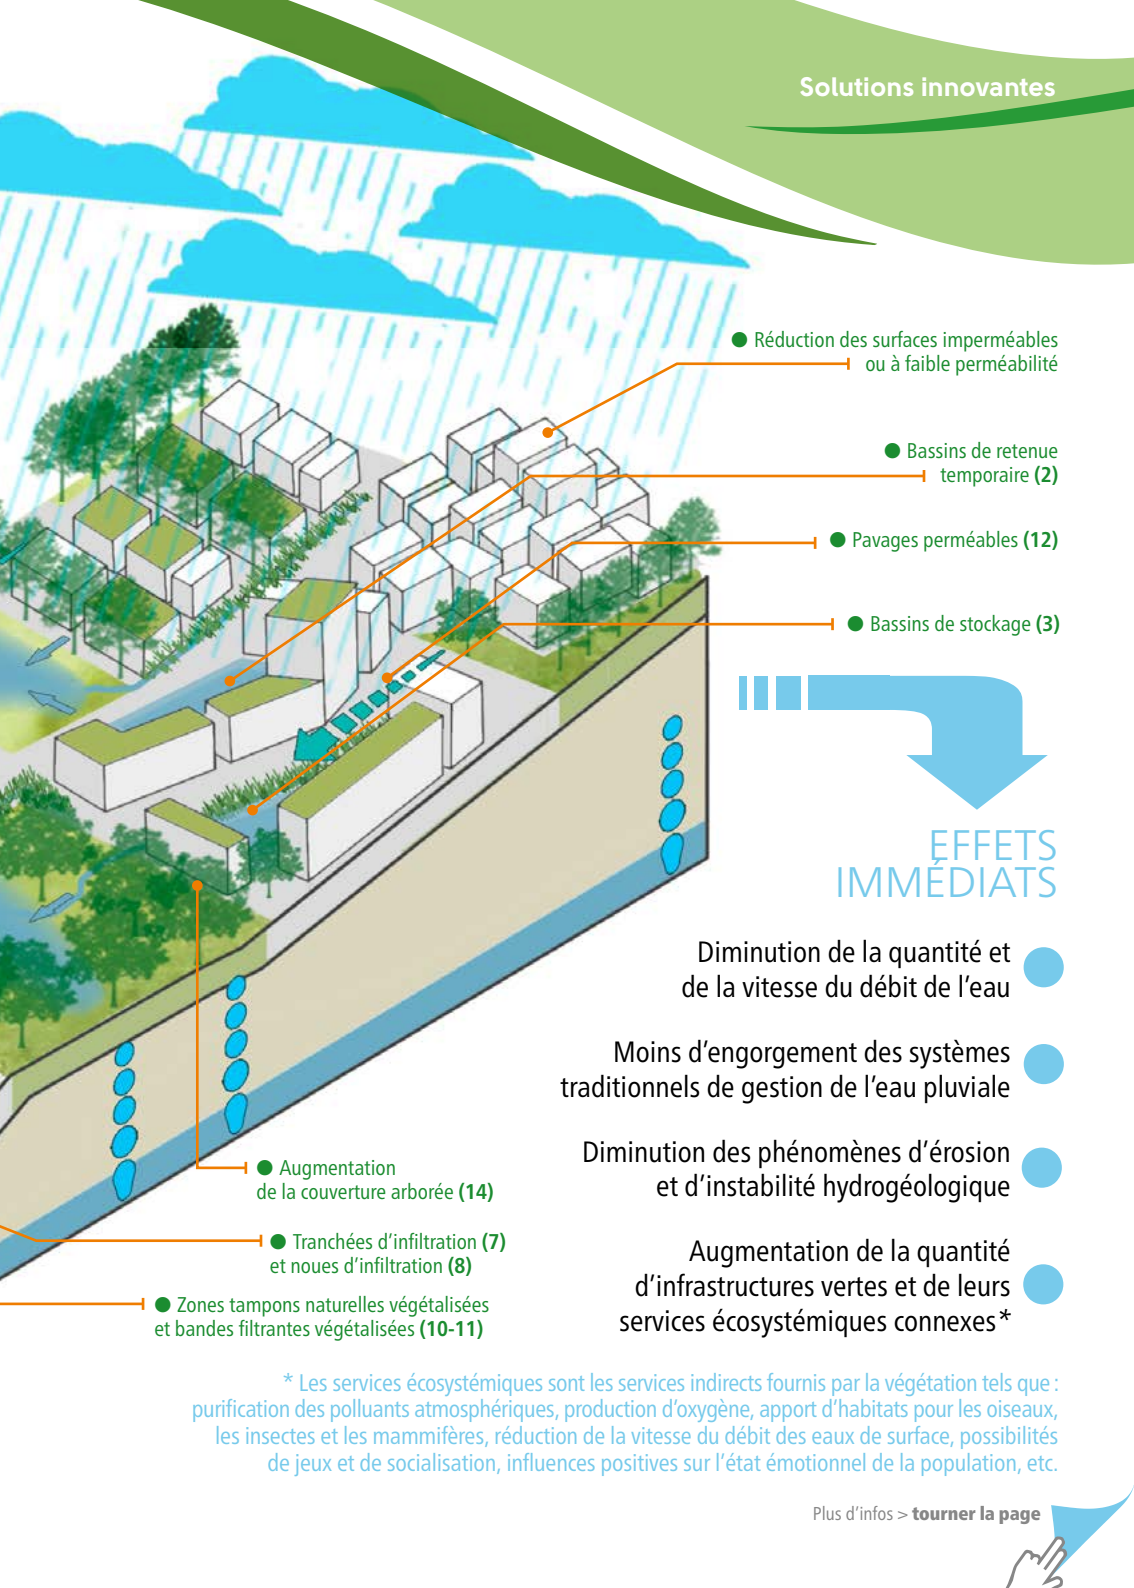 Solutions innovantes
● Réduction des surfaces imperméables
ou à faible perméabilité
● Bassins de retenue
temporaire (2)
● Pavages perméables (12)
● Bassins de stockage (3)
EFFETS
IMMÉDIATS
Diminution de la quantité et
de la vitesse du débit de l’eau
Moins d’engorgement des systèmes
traditionnels de gestion de l’eau pluviale
Diminution des phénomènes d’érosion
et d’instabilité hydrogéologique
Augmentation de la quantité
d’infrastructures vertes et de leurs
services écosystémiques connexes*
● Augmentation
de la couverture arborée (14)
● Tranchées d’infiltration (7)
et noues d’infiltration (8)
● Zones tampons naturelles végétalisées
et bandes filtrantes végétalisées (10-11)
* Les services écosystémiques sont les services indirects fournis par la végétation tels que :
purification des polluants atmosphériques, production d’oxygène, apport d’habitats pour les oiseaux,
les insectes et les mammifères, réduction de la vitesse du débit des eaux de surface, possibilités
de jeux et de socialisation, influences positives sur l’état émotionnel de la population, etc.
Plus d’infos > tourner la page